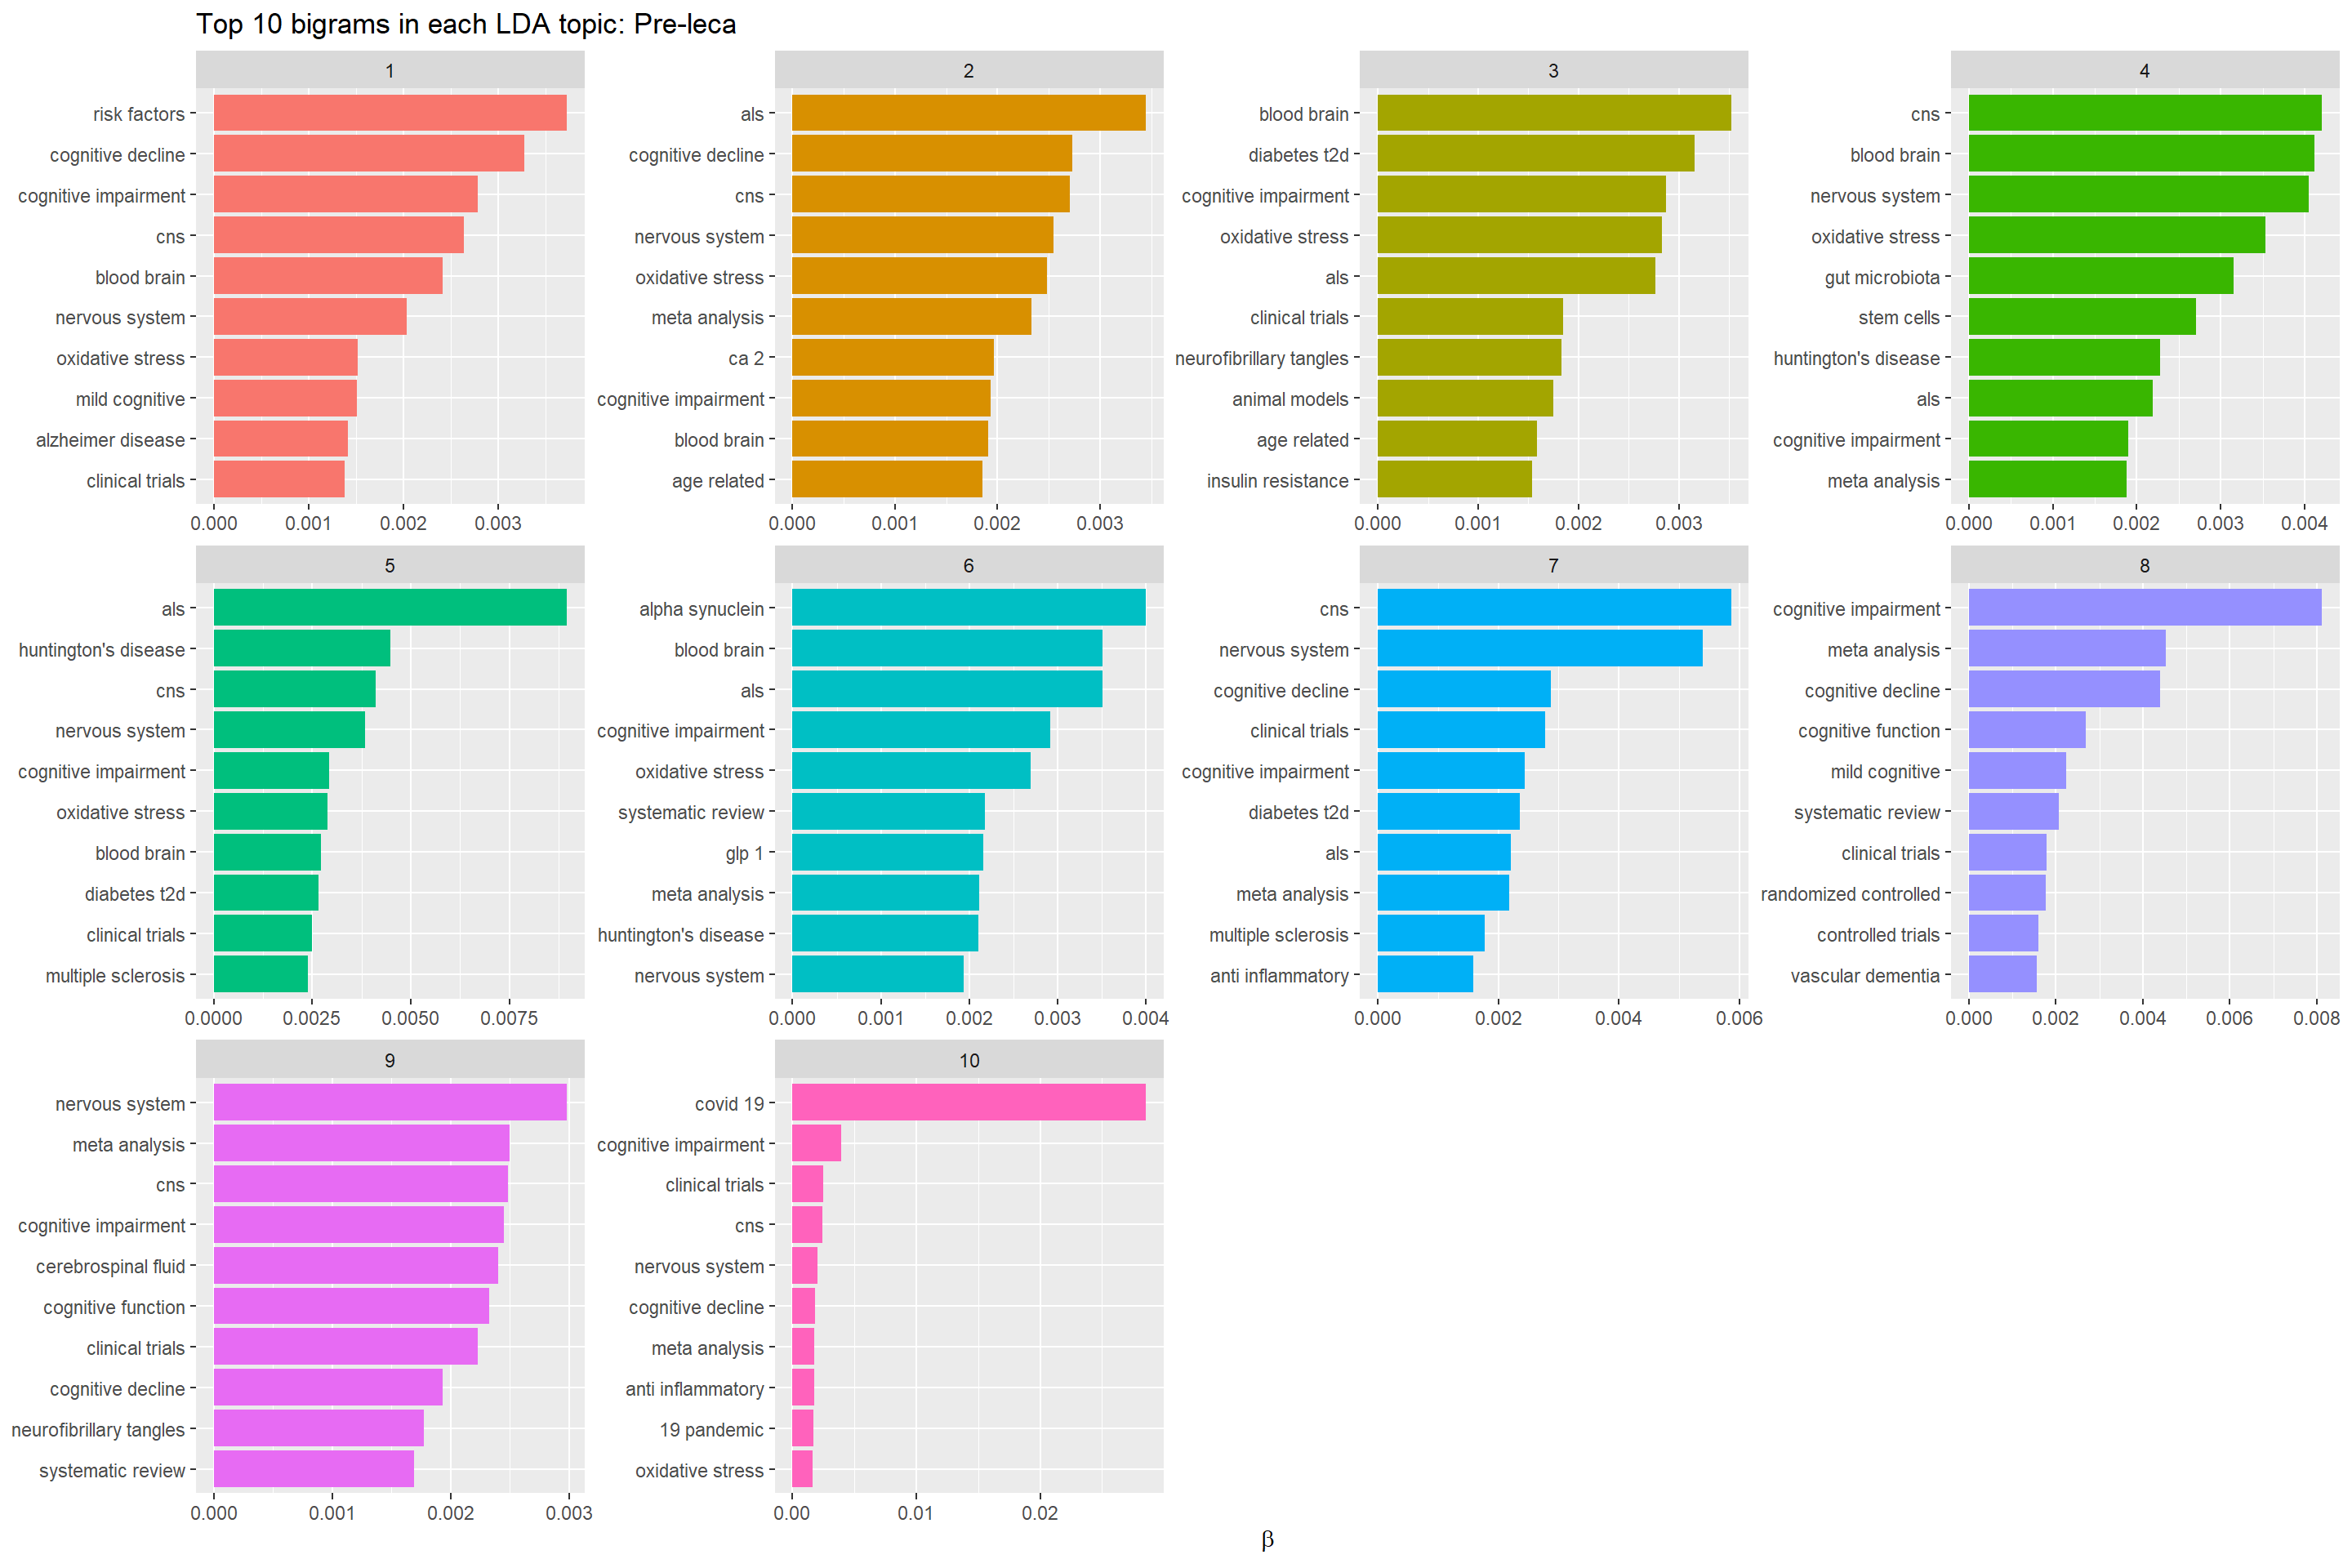 Top 10 bigrams in each LDA topic: Pre-leca
1
risk factors
cognitive decline
cognitive impairment
cns
blood brain
nervous system
oxidative stress
mild cognitive
alzheimer disease
clinical trials
0.000 0.001 0.002 0.003
2
als
cognitive decline
cns
nervous system
oxidative stress
meta analysis
ca 2
cognitive impairment
blood brain
age related
0.000 0.001 0.002 0.003
3
blood brain
diabetes t2d
cognitive impairment
oxidative stress
als
clinical trials
neurofibrillary tangles
animal models
age related
insulin resistance
0.000 0.001 0.002 0.003
4
cns
blood brain
nervous system
oxidative stress
gut microbiota
stem cells
huntington's disease
als
cognitive impairment
meta analysis
0.000 0.001 0.002 0.003 0.004
5
als
huntington's disease
cns
nervous system
cognitive impairment
oxidative stress
blood brain
diabetes t2d
clinical trials
multiple sclerosis
0.0000 0.0025 0.0050 0.0075
6
alpha synuclein
blood brain
als
cognitive impairment
oxidative stress
systematic review
glp 1
meta analysis
huntington's disease
nervous system
0.000 0.001 0.002 0.003 0.004
7
cns
nervous system
cognitive decline
clinical trials
cognitive impairment
diabetes t2d
als
meta analysis
multiple sclerosis
anti inflammatory
0.000 0.002 0.004 0.006
8
cognitive impairment
meta analysis
cognitive decline
cognitive function
mild cognitive
systematic review
clinical trials
randomized controlled
controlled trials
vascular dementia
0.000 0.002 0.004 0.006 0.008
9
nervous system
meta analysis
cns
cognitive impairment
cerebrospinal fluid
cognitive function
clinical trials
cognitive decline
neurofibrillary tangles
systematic review
0.000 0.001 0.002 0.003
10
covid 19
cognitive impairment
clinical trials
cns
nervous system
cognitive decline
meta analysis
anti inflammatory
19 pandemic
oxidative stress
0.00 0.01 0.02
β